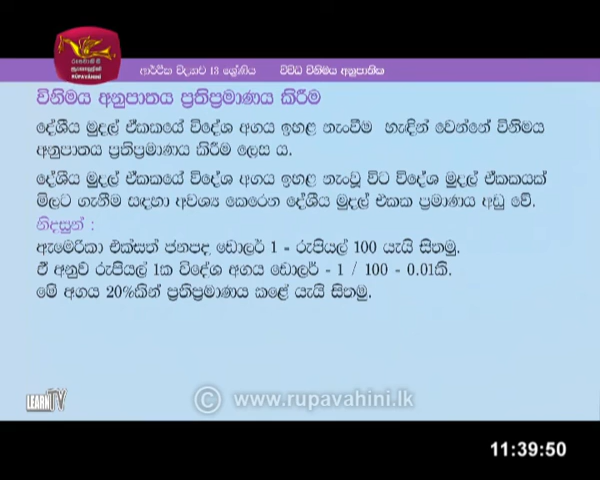 රූපවාහිනී
RUPAVAHINI
ආර්ථික විද්‍යාව 13 ශ්‍රේණිය විවිධ විනිමය අනුපාතික
විනිමය අනුපාතය ප්‍රතිප්‍රමාණය කිරීම
දේශීය මුදල් ඒකකයේ විදේශ අගය ඉහළ නැංවීම හැඳින් වෙන්නේ විනිමය
අනුපාතය ප්‍රතිප්‍රමාණය කිරීම ලෙස ය.
දේශීය මුදල් ඒකකයේ විදේශ අගය ඉහළ නැංවූ විට විදේශ මුදල් ඒකකයක්
මිලට ගැනීම සඳහා අවශ්‍ය කෙරෙන දේශීය මුදල් ඒකක ප්‍රමාණය අඩු වේ.
නිදසුන් :
ඇමෙරිකා එක්සත් ජනපද ඩොලර් 1 - රුපියල් 100 යැයි සිතමු.
ඒ අනුව රුපියල් 1ක විදේශ අගය ඩොලර් - 1 / 100 - 0.01කි.
මේ අගය 20%කින් ප්‍රතිප්‍රමාණය කළේ යැයි සිතමු.
LEARN TV
© www.rupavahini.lk
11:39:50